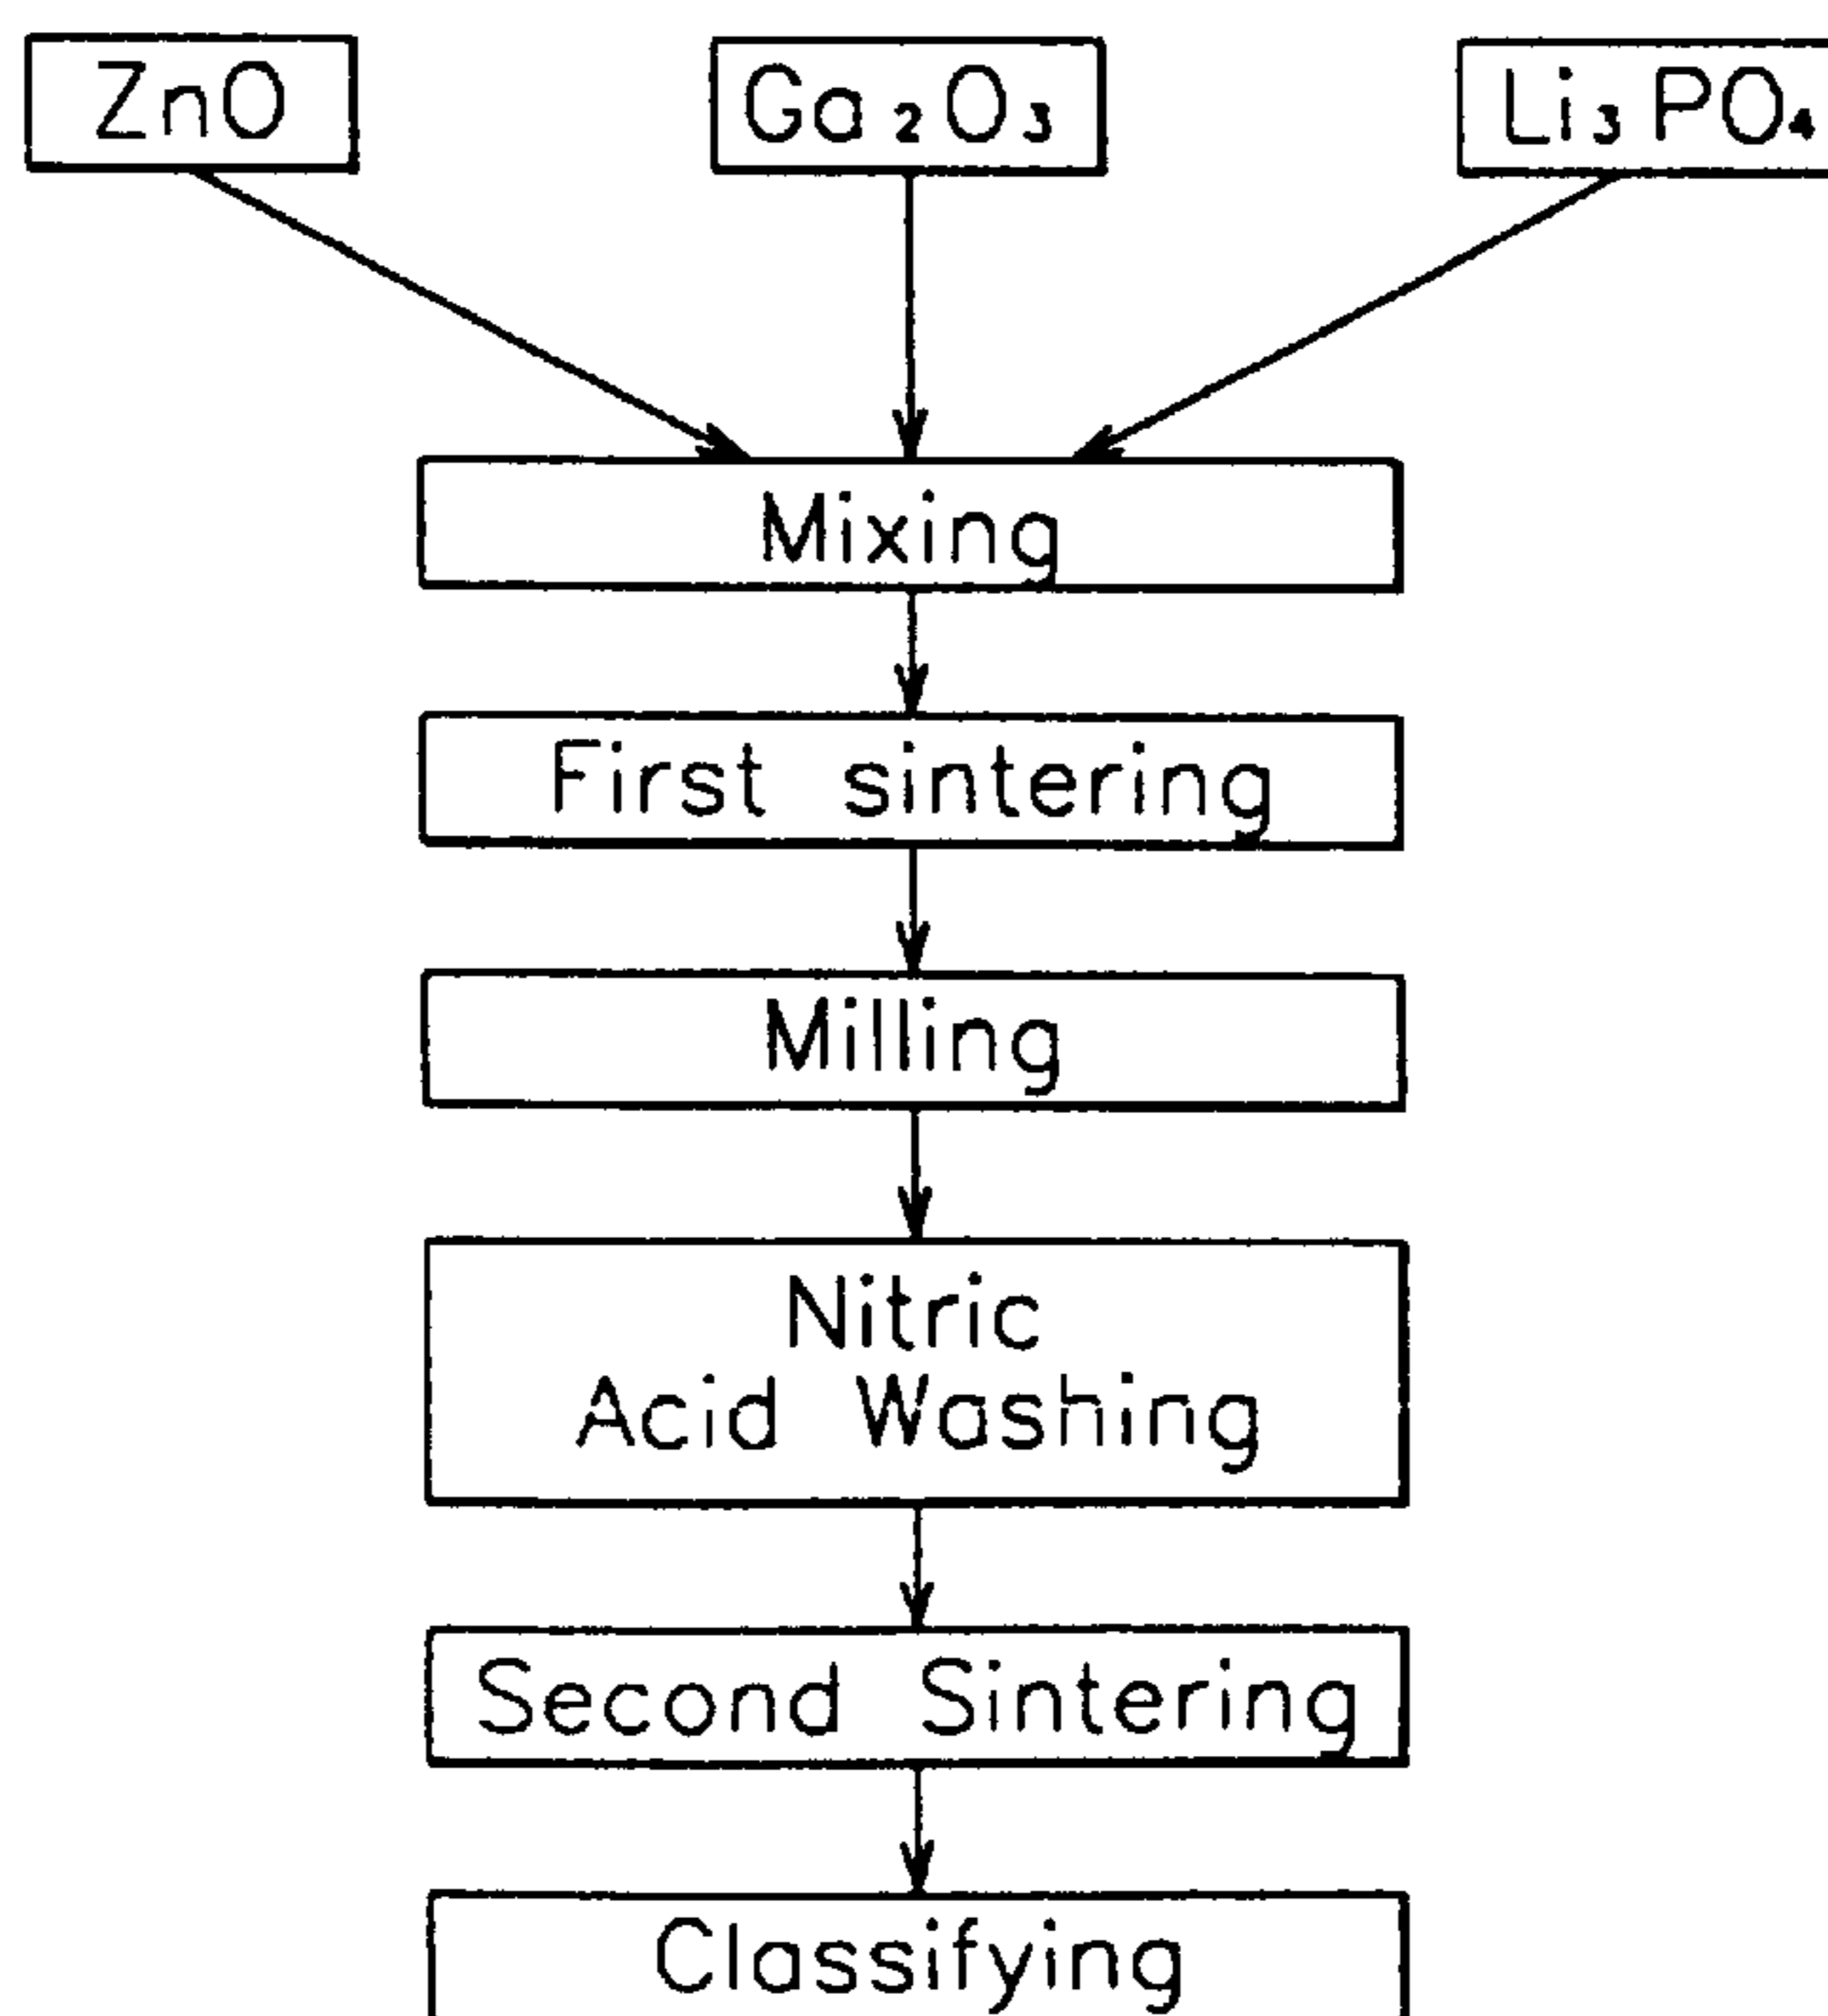 ZnO
Ga₂O₃
Li₃PO₄
Mixing
First sintering
Milling
Nitric
Acid Washing
Second Sintering
Classifying